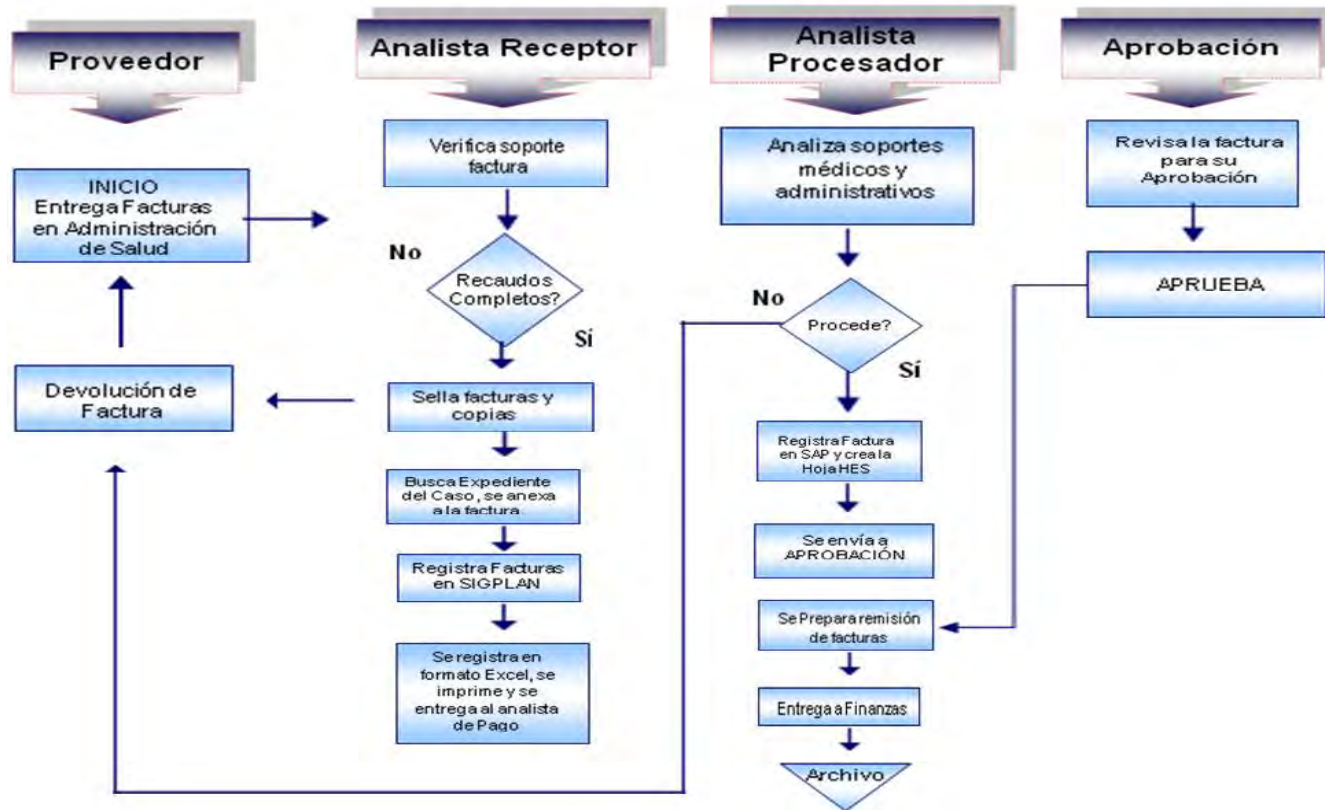 Proveedor
INICIO
Entrega Facturas
en Administración
de Salud
Devolución de
Factura
Analista Receptor
Verifica soporte
factura
No
Recaudos
Completos?
Sí
Sella facturas y
copias
Busca Expediente
del Caso, se anexa
a la factura.
Registra Facturas
en SIGPLAN
Se registra en
formato Excel, se
imprime y se
entrega al analista
de Pago
Analista
Procesador
Analiza soportes
médicos y
administrativos
No
Procede?
Sí
Registra Factura
en SAP y crea la
Hoja HES
Se envía a
APROBACIÓN
Se Prepara remisión
de facturas
Entrega a Finanzas
Archivo
Aprobación
Revisa la factura
para su
Aprobación
APRUEBA